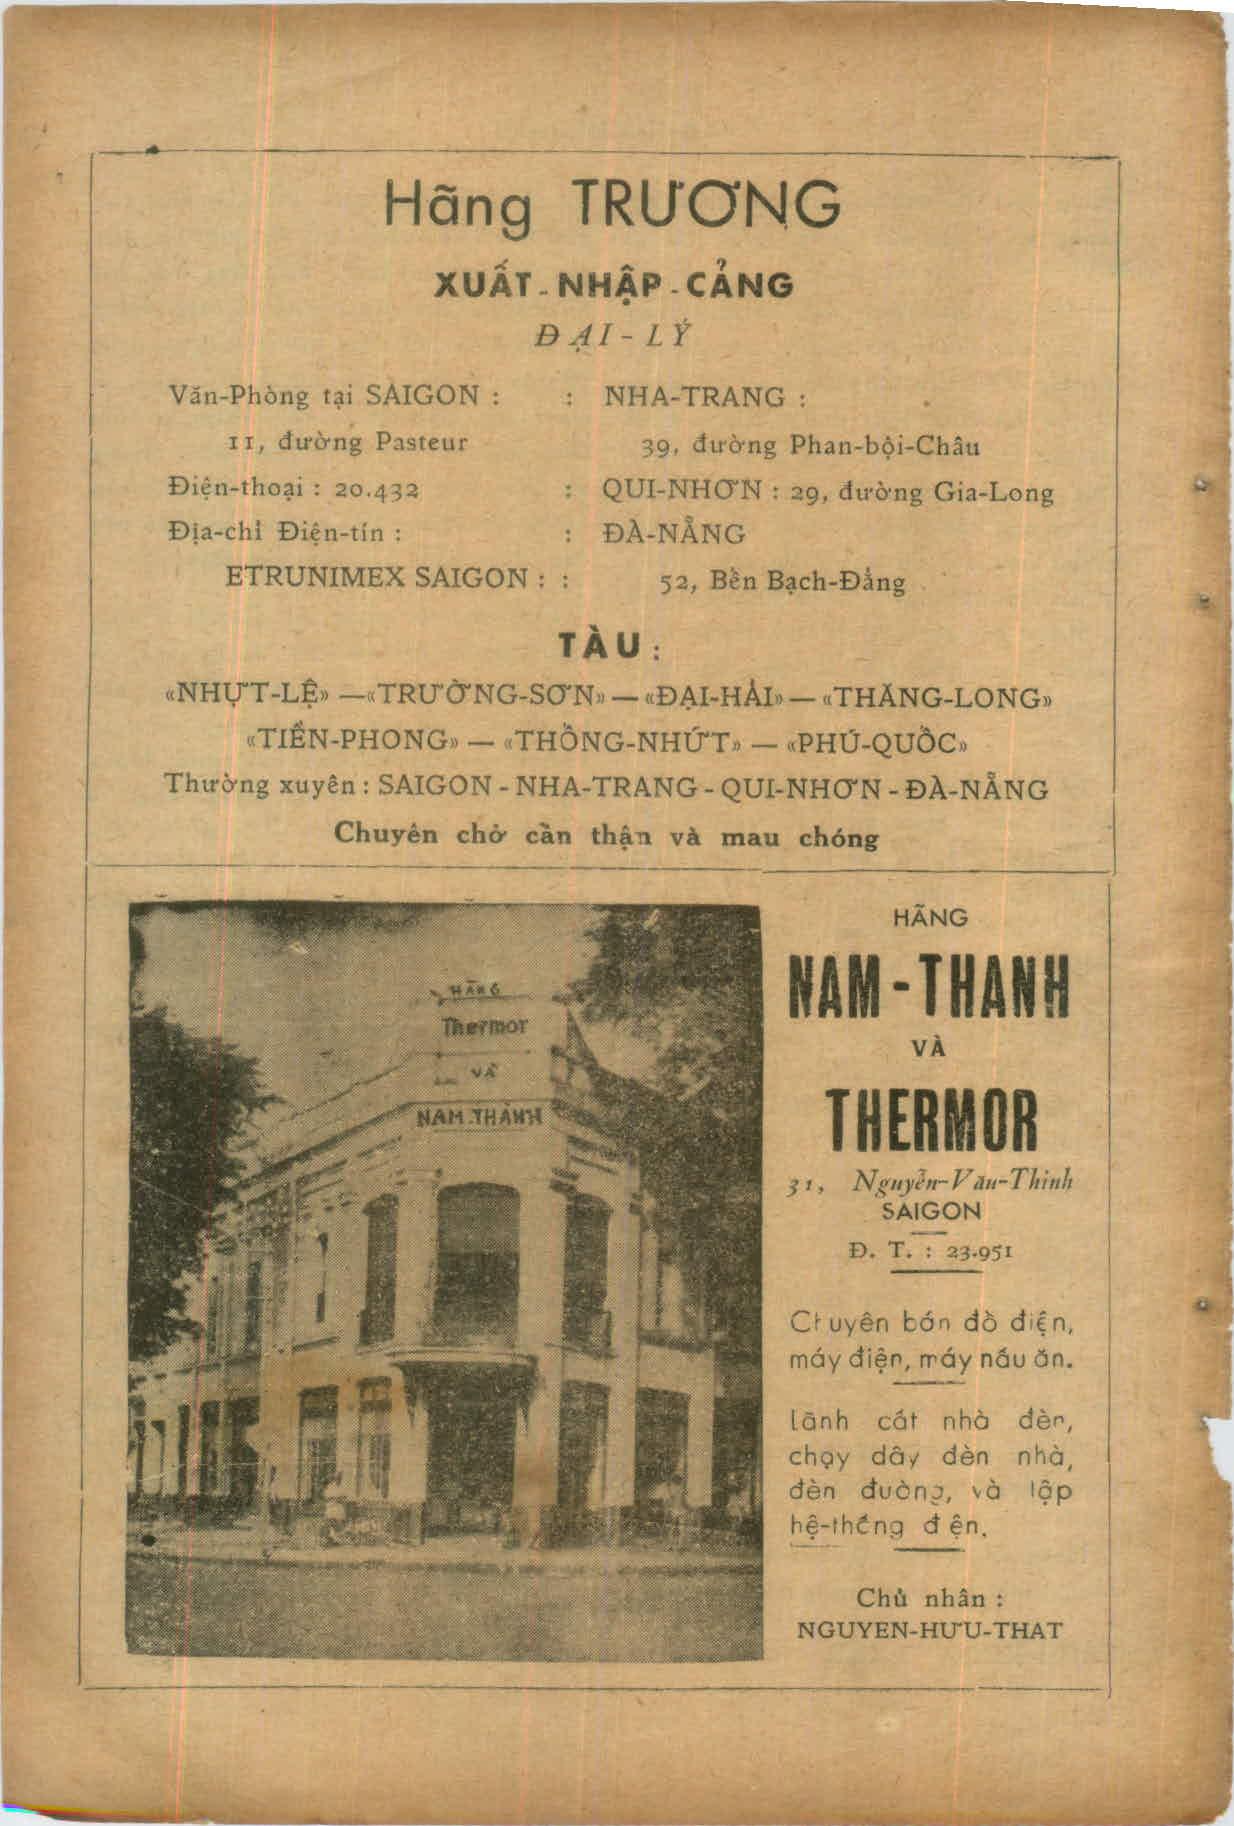 Hãng TRƯƠNG
XUẤT - NHẬP - CẢNG
ĐẠI - LÝ
Văn-Phòng tại SAIGON : : NHA-TRANG :
11, đường Pasteur 39, đường Phan-bội-Châu
Điện-thoại : 20.432 : QUI-NHƠN : 29, đường Gia-Long
Địa-chỉ Điện-tín : : ĐÀ-NẴNG
ETRUNIMEX SAIGON : : 52, Bến Bạch-Đằng
TÀU :
«NHỰT-LỆ» — «TRƯỜNG-SƠN» — «ĐẠI-HẢI» — «THĂNG-LONG»
«TIỀN-PHONG» — «THỐNG-NHỨT» — «PHÚ-QUỐC»
Thường xuyên : SAIGON - NHA-TRANG - QUI-NHƠN - ĐÀ-NẴNG
Chuyên chở cẩn thận và mau chóng
HÃNG
Thermor
VÀ
NAM-THANH
HÃNG
NAM-THANH
VÀ
THERMOR
31, Nguyễn-Văn-Thinh
SAIGON
Đ. T. : 23.951
Chuyên bán đồ điện,
máy điện, máy nấu ăn.
Lãnh cất nhà đèn,
chạy dây đèn nhà,
đèn đường, và lập
hệ-thống điện.
Chủ nhân :
NGUYEN-HƯU-THAT